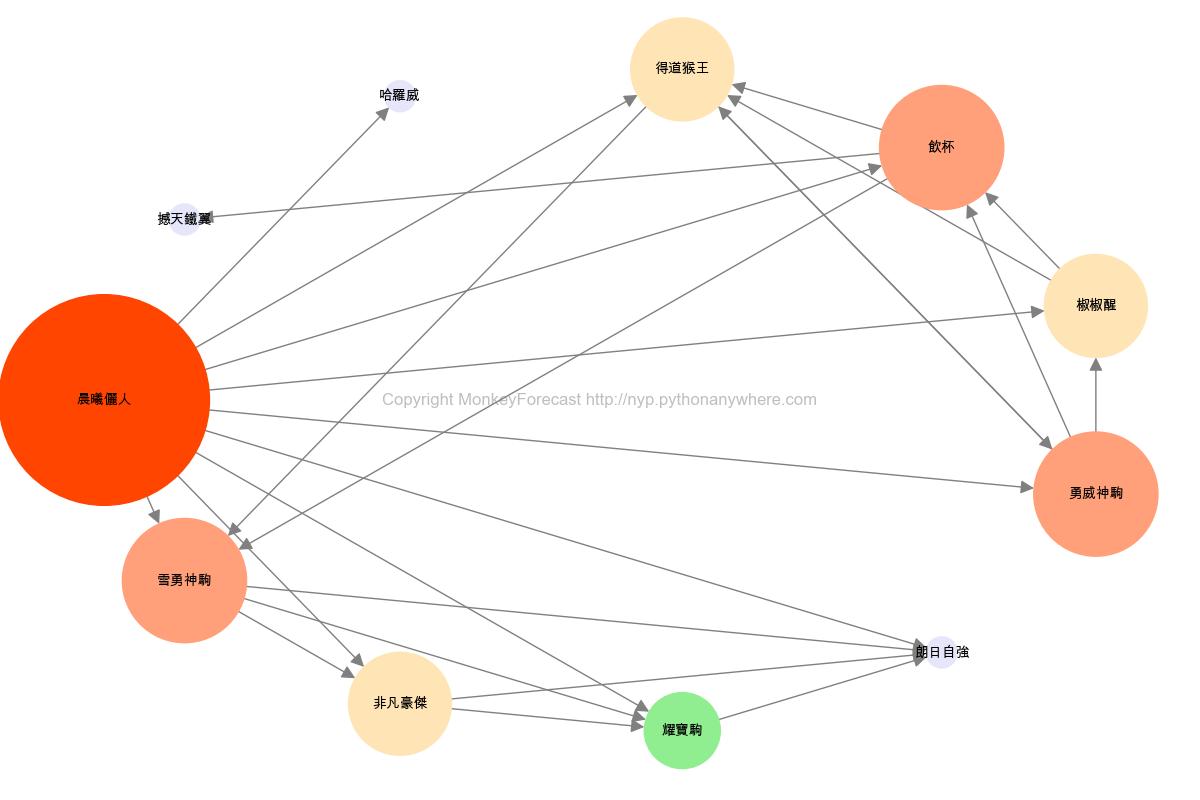 得道猴王
哈羅威
飲杯
撼天鐵翼
椒椒醒
晨曦儷人
Copyright MonkeyForecast http://nyp.pythonanywhere.com
勇威神駒
雪勇神駒
朗日自強
非凡豪傑
耀寶駒